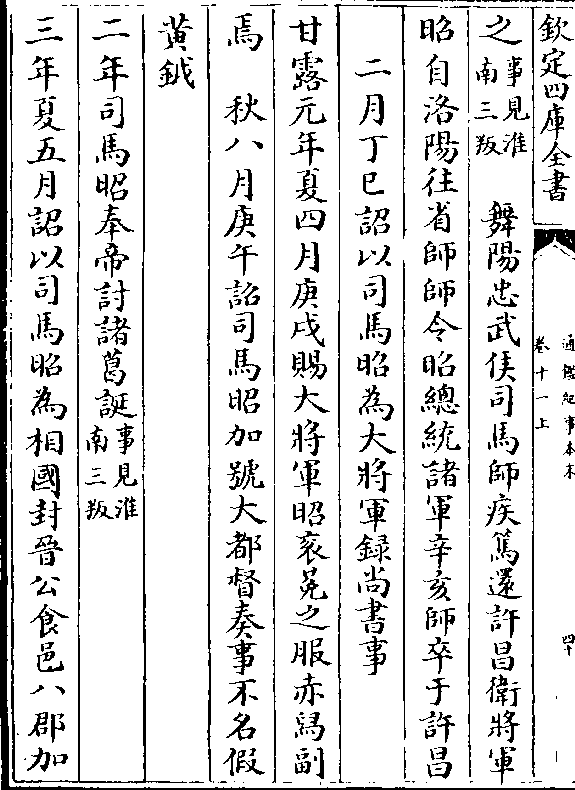 欽定四庫全書
通鑑紀事本末
卷十一上
四十
之事見淮南三叛 舞陽忠武侯司馬師疾篤還許昌衛將軍
昭自洛陽往省師師令昭總統諸軍辛亥師卒于許昌
二月丁巳詔以司馬昭為大將軍録尚書事
甘露元年夏四月庚戌賜大將軍昭衮冕之服赤舄副
焉 秋八月庚午詔司馬昭加號大都督奏事不名假
黄鉞
二年司馬昭奉帝討諸葛誕事見淮南三叛
三年夏五月詔以司馬昭為相國封晉公食邑八郡加